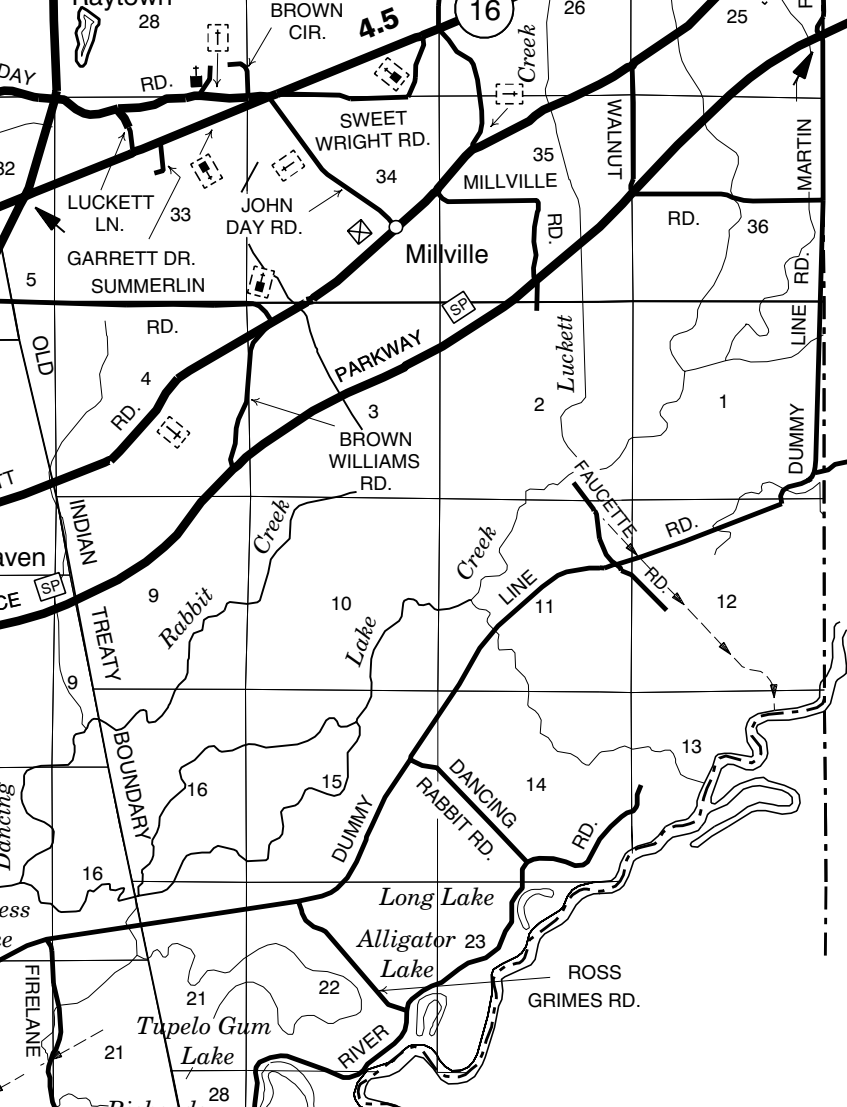 Raytown
28
BROWN
CIR.
4.5
16
26
25
DAY
RD.
Creek
SWEET
WRIGHT RD.
WALNUT
MARTIN
32
35
34
MILLVILLE
LUCKETT
LN.
33
JOHN
DAY RD.
RD.
RD.
36
Millville
GARRETT DR.
5
SUMMERLIN
RD.
RD.
SP
LINE
OLD
PARKWAY
Luckett
4
RD.
3
2
1
DUMMY
BROWN
WILLIAMS
RD.
FAUCETTE
RD.
INDIAN
Creek
Creek
RD.
SP
LINE
9
Rabbit
10
11
12
TREATY
Lake
9
BOUNDARY
13
16
15
14
DANCING
RABBIT RD.
Dancing
DUMMY
RD.
16
Long Lake
Alligator
Lake
23
ROSS
GRIMES RD.
FIRELANE
21
22
Tupelo Gum
Lake
21
RIVER
28